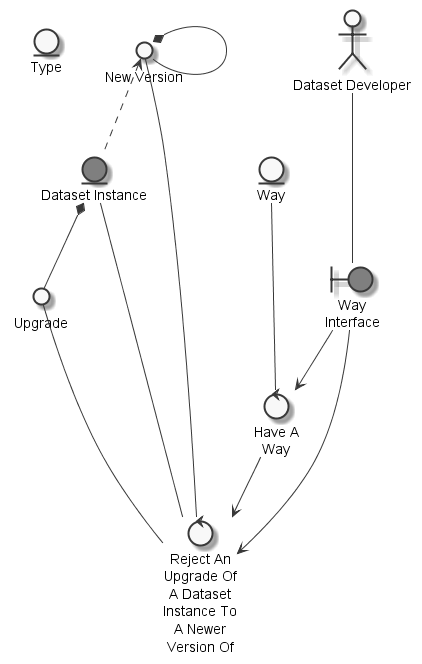 Type
New Version
Dataset Developer
Dataset Instance
Way
Upgrade
Way
Interface
Have A
Way
Reject An
Upgrade Of
A Dataset
Instance To
A Newer
Version Of